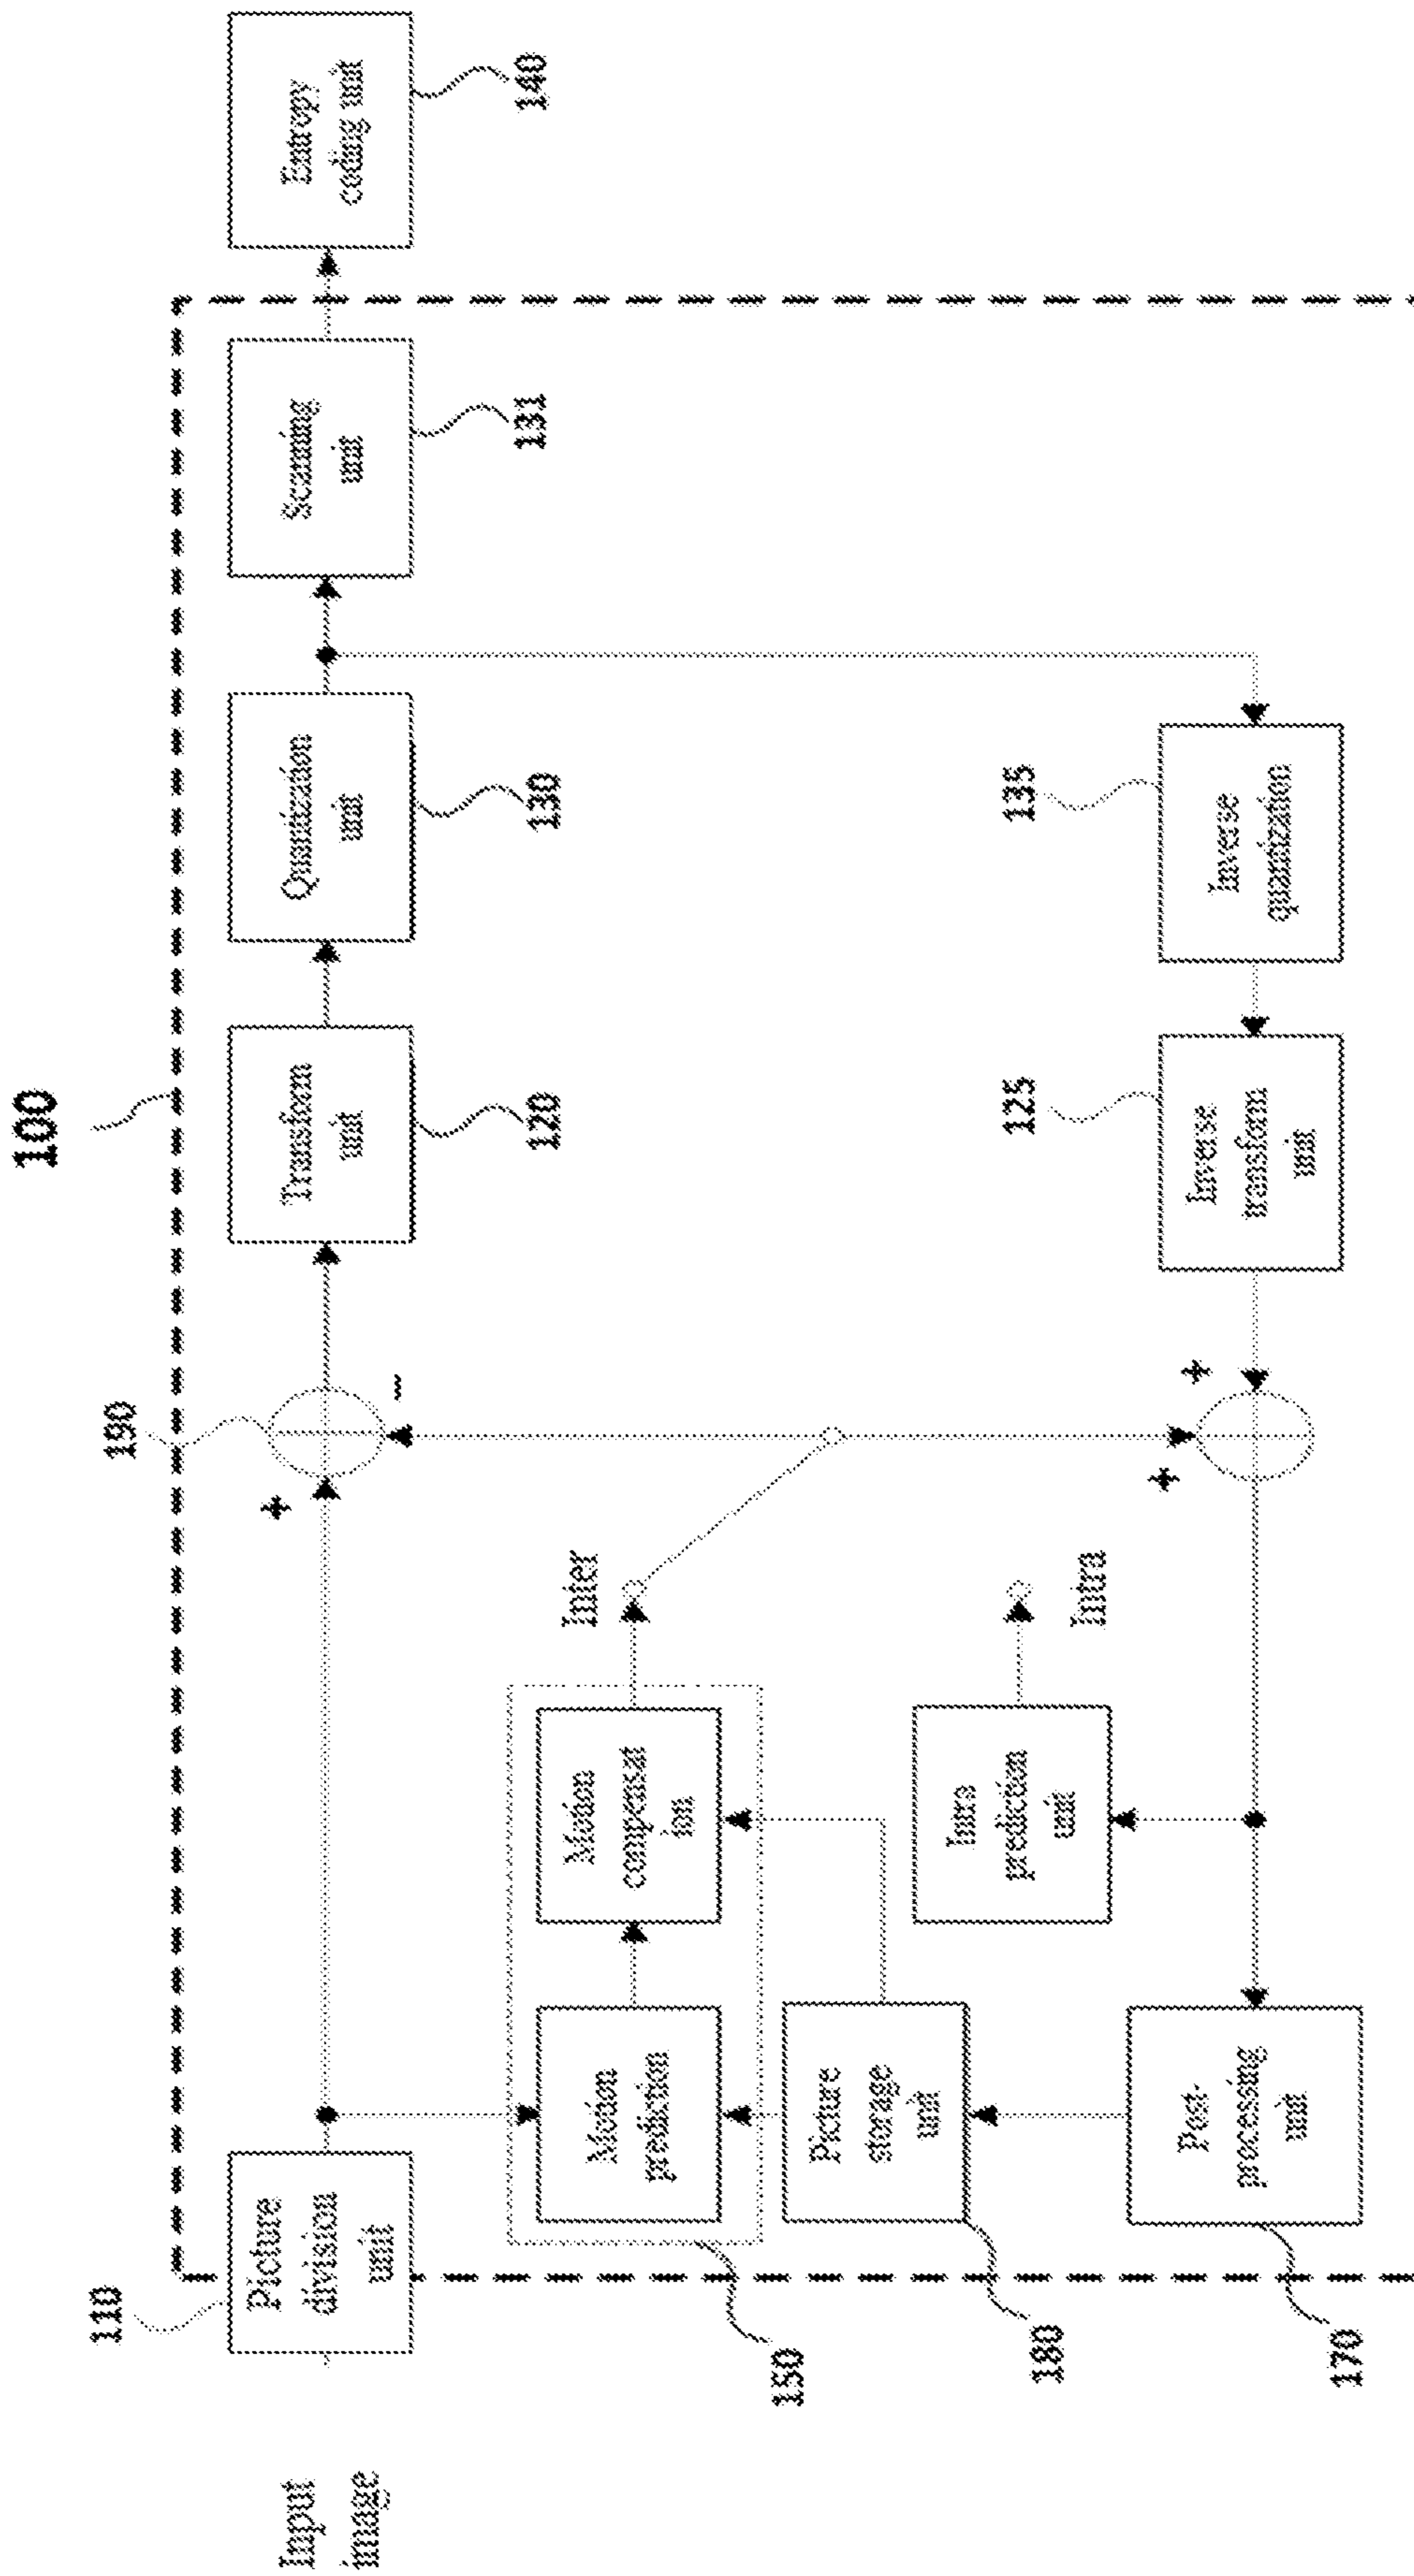 100
190
110
Input
image
Picture
division
unit
Transform
unit
120
Quantization
unit
130
Scanning
unit
131
Entropy
coding unit
140
+
-
Inter
Motion
prediction
Motion
compensat
ion
150
Picture
storage
unit
180
Intra
prediction
unit
Intra
+
+
125
Inverse
transform
unit
135
Inverse
quantization
Post-
processing
unit
170